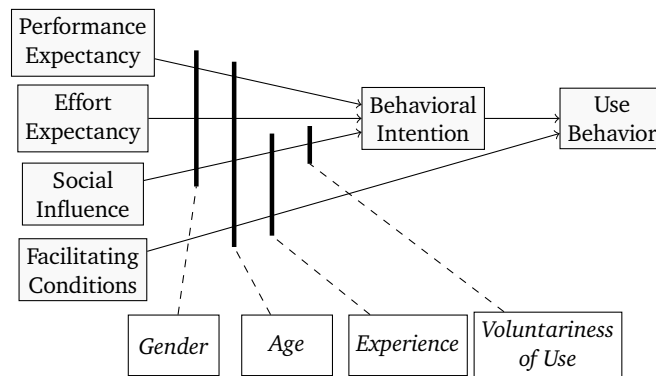 Performance
Expectancy
Effort
Expectancy
Social
Influence
Facilitating
Conditions
Behavioral
Intention
Use
Behavior
Gender
Age
Experience
Voluntariness
of Use